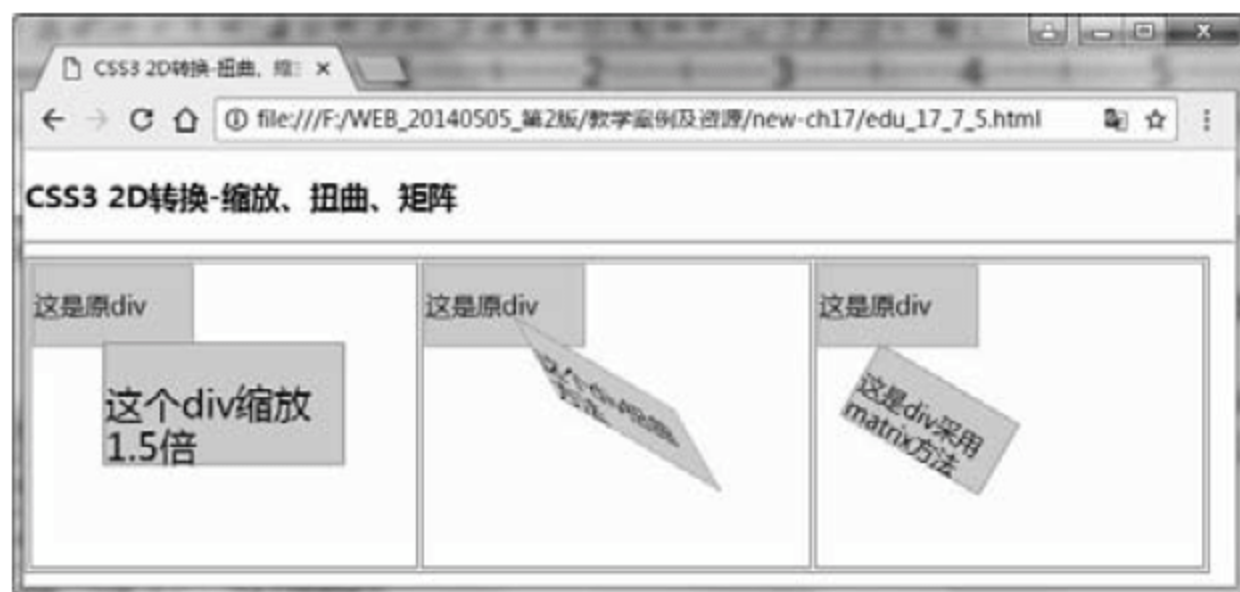 CSS3 2D转换-扭曲、缩
file:///F:/WEB_20140505_第2版/教学案例及资源/new-ch17/edu_17_7_5.html
CSS3 2D转换-缩放、扭曲、矩阵
这是原div
这是原div
这是原div
这个div缩放
1.5倍
这是div采用
matrix方法